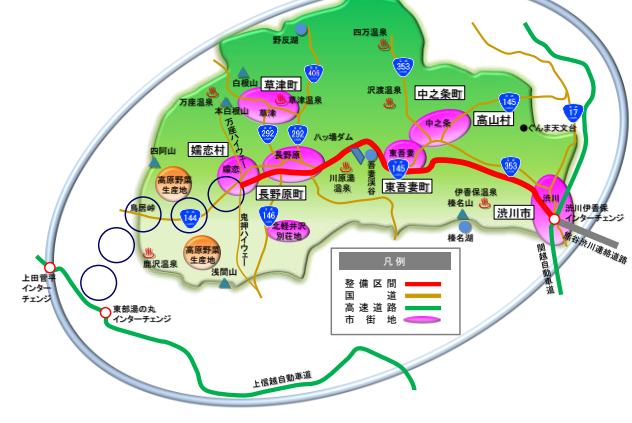 四万温泉
野反湖
353
406
白根山
草津町
万座温泉
草津温泉
沢渡温泉
中之条町
145
17
本白根山
草津
中之条
高山村
●ぐんま天文台
万座ハイウェー
292
292
八ッ場ダム
嬬恋村
四阿山
長野原
東吾妻
吾妻渓谷
353
高原野菜
生産地
嬬恋
川原湯
温泉
145
東吾妻町
伊香保温泉
渋川
長野原町
榛名山
渋川市
渋川伊香保
インターチェンジ
鳥居峠
144
146
鬼押ハイウェー
北軽井沢
別荘地
榛名湖
熊谷渋川連絡道路
高原野菜
生産地
鹿沢温泉
浅間山
関越自動車道
凡例
整備区間
国道
高速道路
市街地
上田菅平
インター
チェンジ
東部湯の丸
インターチェンジ
上信越自動車道